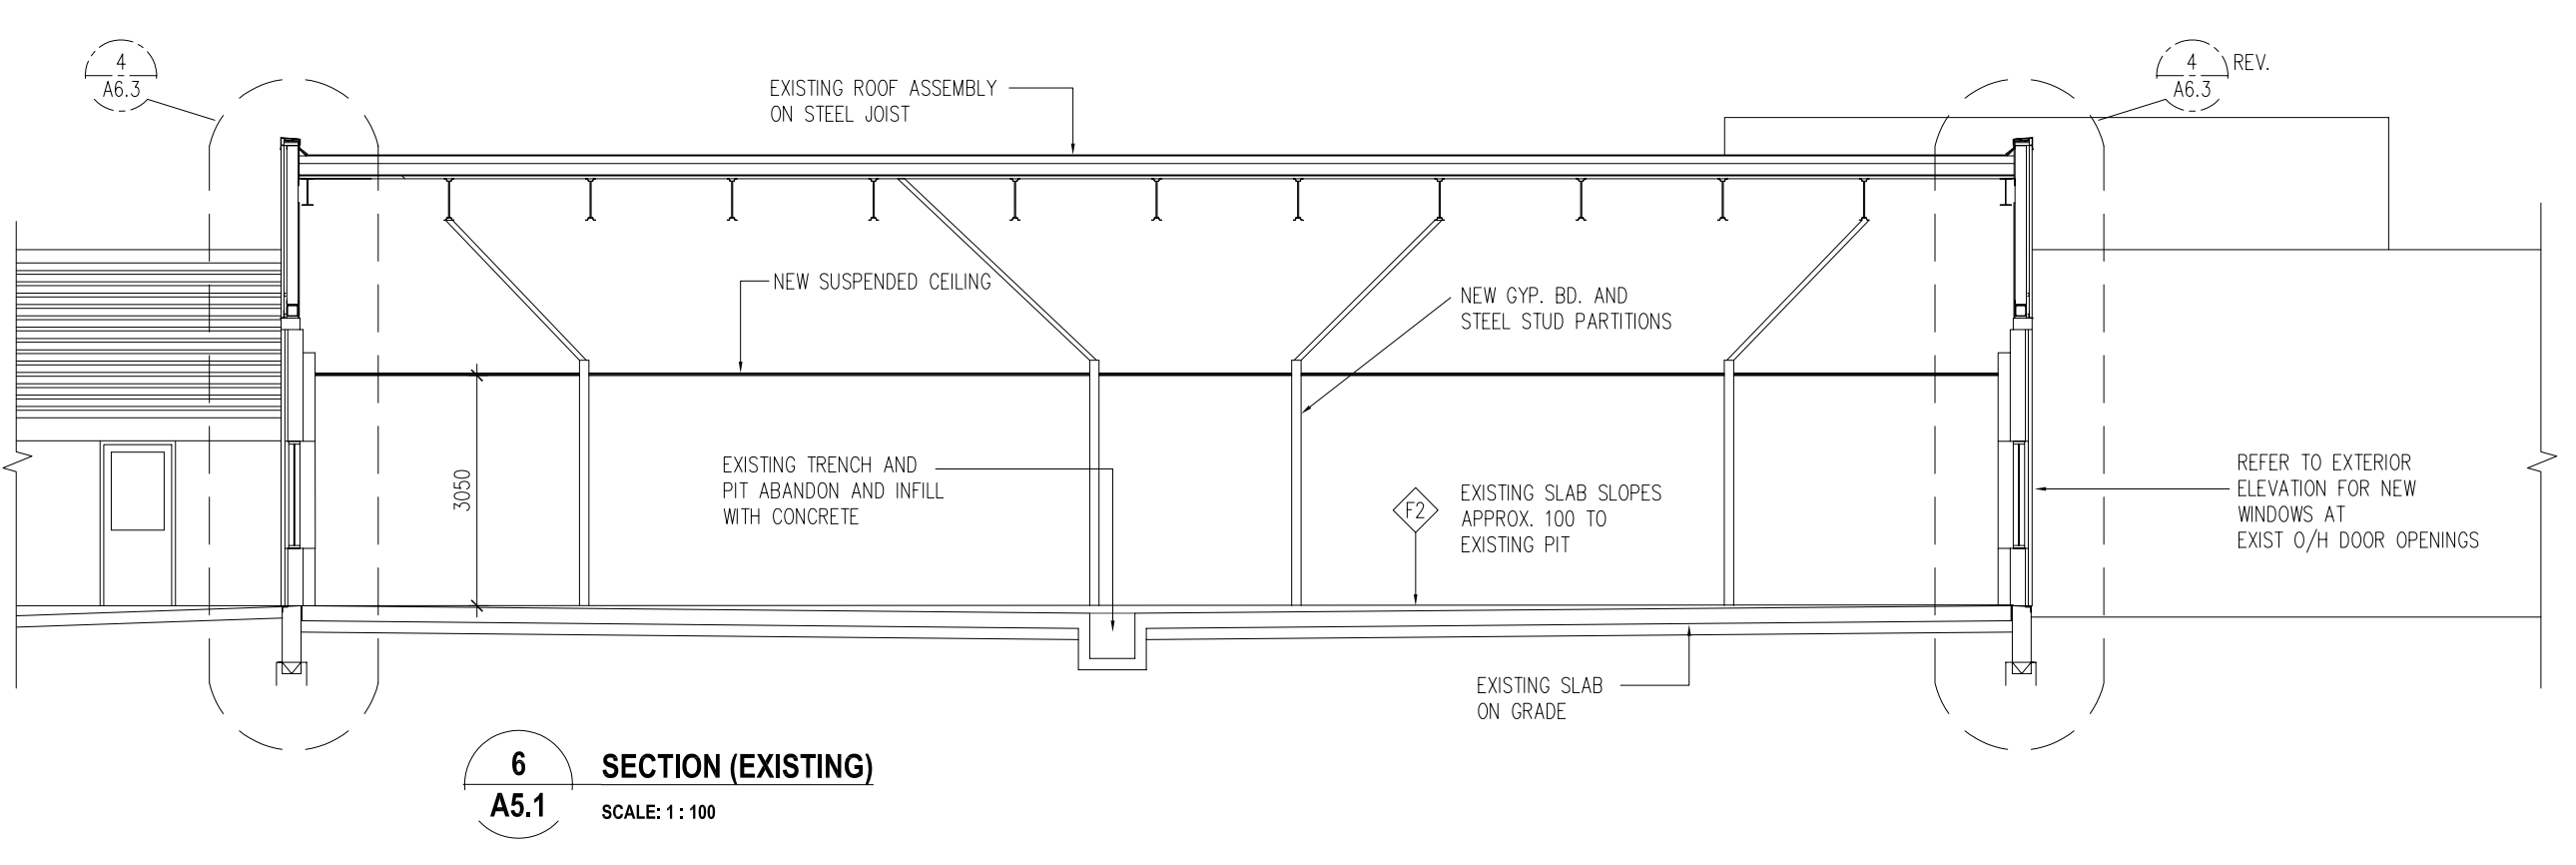 4
A6.3
EXISTING ROOF ASSEMBLY
ON STEEL JOIST
4
A6.3
REV.
NEW SUSPENDED CEILING
NEW GYP. BD. AND
STEEL STUD PARTITIONS
3050
EXISTING TRENCH AND
PIT ABANDON AND INFILL
WITH CONCRETE
F2
EXISTING SLAB SLOPES
APPROX. 100 TO
EXISTING PIT
REFER TO EXTERIOR
ELEVATION FOR NEW
WINDOWS AT
EXIST O/H DOOR OPENINGS
EXISTING SLAB
ON GRADE
6
A5.1
SECTION (EXISTING)
SCALE: 1 : 100